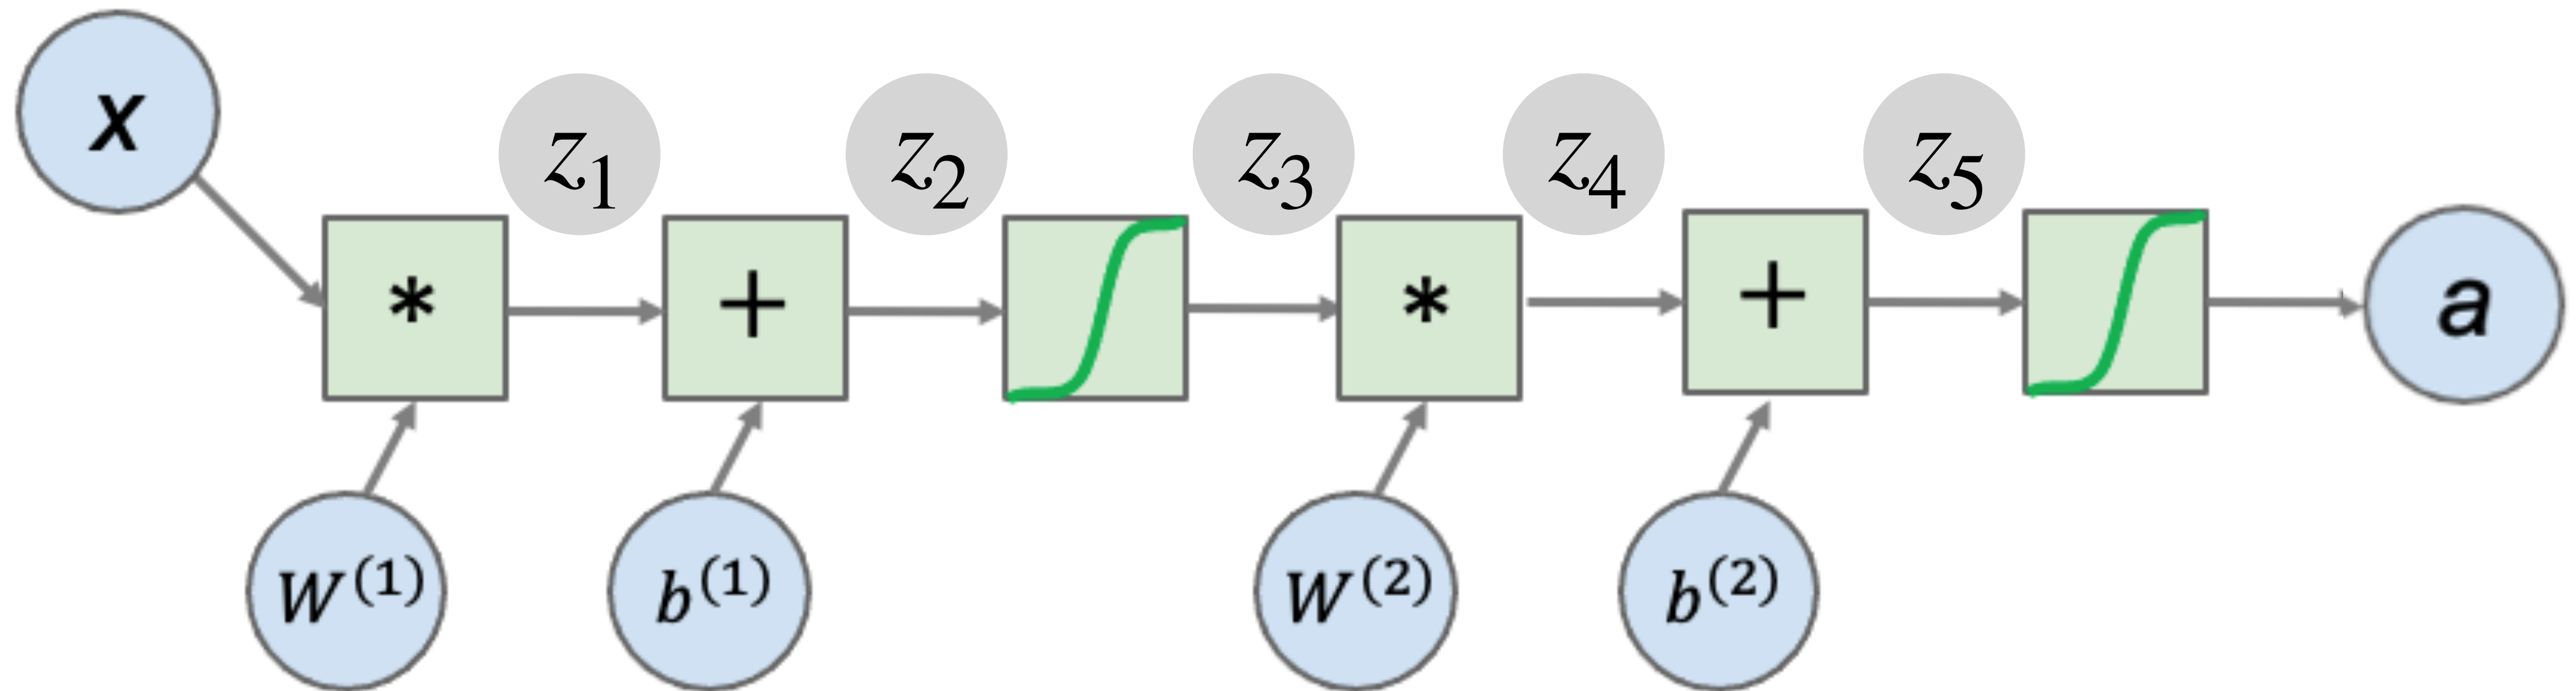 x
z₁ z₂ z₃ z₄ z₅
* + * + a
W⁽¹⁾ b⁽¹⁾ W⁽²⁾ b⁽²⁾